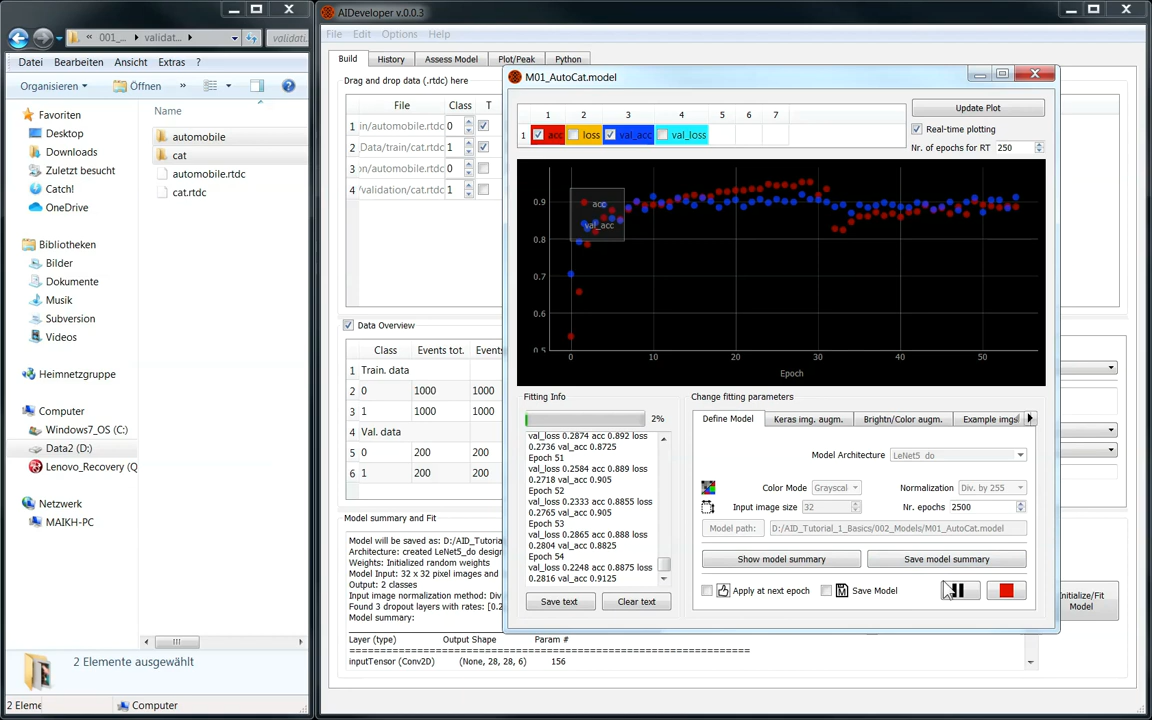 « 001_... ▸ validat... ▸
validati.
Datei Bearbeiten Ansicht Extras ?
Organisieren Öffnen »
Favoriten
Desktop
Downloads
Zuletzt besucht
Catch!
OneDrive
Bibliotheken
Bilder
Dokumente
Musik
Subversion
Videos
Heimnetzgruppe
Computer
Windows7_OS (C:)
Data2 (D:)
Lenovo_Recovery (Q
Netzwerk
MAIKH-PC
Name
automobile
cat
automobile.rtdc
cat.rtdc
2 Elemente ausgewählt
2 Eleme Computer
AIDeveloper v.0.0.3
File Edit Options Help
Build History Assess Model Plot/Peak Python
Drag and drop data (.rtdc) here
File Class T
1 in/automobile.rtdc 0
2 Data/train/cat.rtdc 1
3 on/automobile.rtdc 0
4 /validation/cat.rtdc 1
Data Overview
Class Events tot. Events
1 Train. data
2 0 1000 1000
3 1 1000 1000
4 Val. data
5 0 200 200
6 1 200 200
Model summary and Fit
Model will be saved as: D:/AID_Tutoria
Architecture: created LeNet5_do design
Weights: Initialized random weights
Model Input: 32 x 32 pixel images and
Output: 2 classes
Input image normalization method: Div
Found 3 dropout layers with rates: [0.2
Model summary:
Layer (type) Output Shape Param #
inputTensor (Conv2D) (None, 28, 28, 6) 156
Initialize/Fit
Model
M01_AutoCat.model
1 2 3 4 5 6 7
1 acc loss val_acc val_loss
Update Plot
Real-time plotting
Nr. of epochs for RT 250
acc
val_acc
0.9
0.8
0.7
0.6
0.5
0 10 20 30 40 50
Epoch
Fitting Info
2%
val_loss 0.2874 acc 0.892 loss
0.2736 val_acc 0.8725
Epoch 51
val_loss 0.2584 acc 0.889 loss
0.2718 val_acc 0.905
Epoch 52
val_loss 0.2333 acc 0.8855 loss
0.2765 val_acc 0.905
Epoch 53
val_loss 0.2865 acc 0.888 loss
0.2804 val_acc 0.8825
Epoch 54
val_loss 0.2248 acc 0.8875 loss
0.2816 val_acc 0.9125
Save text Clear text
Change fitting parameters
Define Model Keras img. augm. Brightn/Color augm. Example imgs
Model Architecture LeNet5_do
Color Mode Grayscal Normalization Div. by 255
Input image size 32 Nr. epochs 2500
Model path: D:/AID_Tutorial_1_Basics/002_Models/M01_AutoCat.model
Show model summary Save model summary
Apply at next epoch Save Model